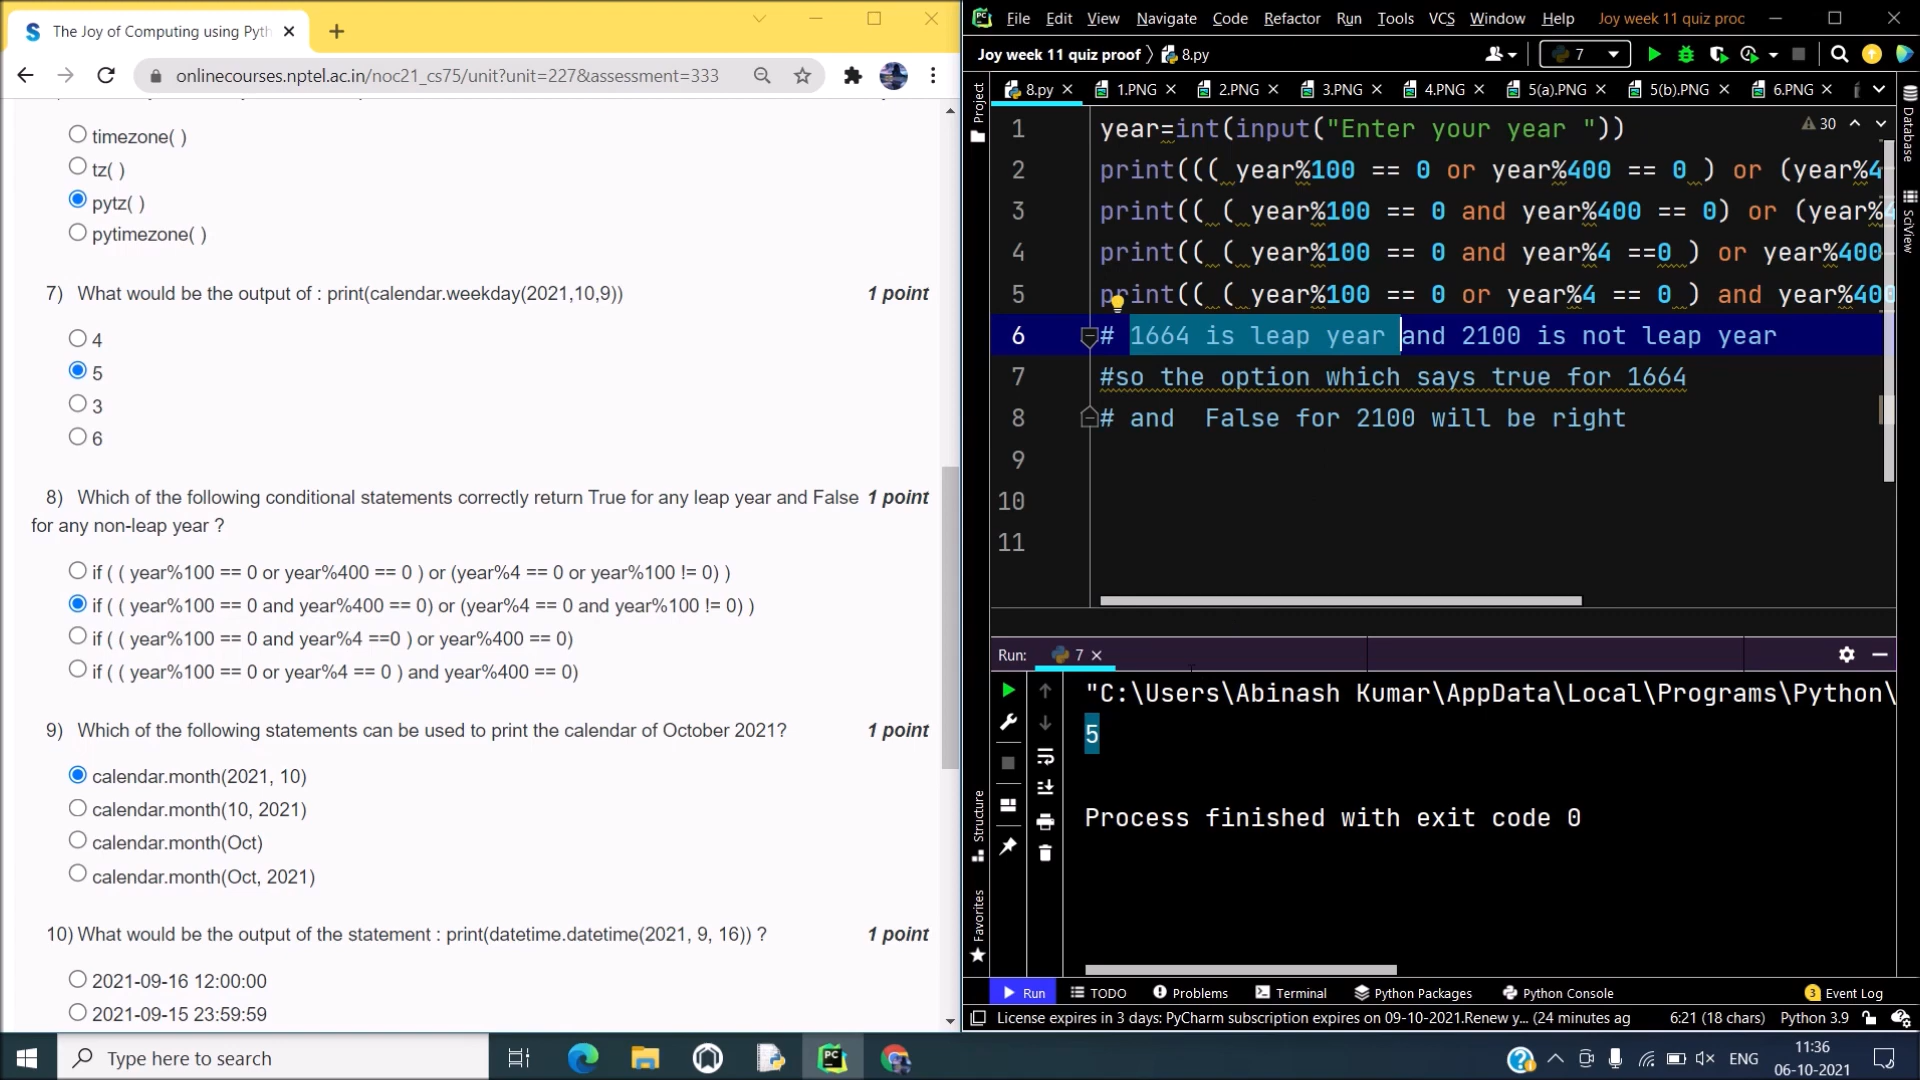 The Joy of Computing using Pyth
onlinecourses.nptel.ac.in/noc21_cs75/unit?unit=227&assessment=333
timezone( )
tz( )
pytz( )
pytimezone( )
7) What would be the output of : print(calendar.weekday(2021,10,9))
1 point
4
5
3
6
8) Which of the following conditional statements correctly return True for any leap year and False 1 point
for any non-leap year ?
if ( ( year%100 == 0 or year%400 == 0 ) or (year%4 == 0 or year%100 != 0) )
if ( ( year%100 == 0 and year%400 == 0) or (year%4 == 0 and year%100 != 0) )
if ( ( year%100 == 0 and year%4 ==0 ) or year%400 == 0)
if ( ( year%100 == 0 or year%4 == 0 ) and year%400 == 0)
9) Which of the following statements can be used to print the calendar of October 2021?
1 point
calendar.month(2021, 10)
calendar.month(10, 2021)
calendar.month(Oct)
calendar.month(Oct, 2021)
10) What would be the output of the statement : print(datetime.datetime(2021, 9, 16)) ?
1 point
2021-09-16 12:00:00
2021-09-15 23:59:59
PC File Edit View Navigate Code Refactor Run Tools VCS Window Help Joy week 11 quiz proc
Joy week 11 quiz proof 8.py 7
8.py 1.PNG 2.PNG 3.PNG 4.PNG 5(a).PNG 5(b).PNG 6.PNG
Project
Database
SciView
30
1 year=int(input("Enter your year "))
2 print((( year%100 == 0 or year%400 == 0 ) or (year%4
3 print(( ( year%100 == 0 and year%400 == 0) or (year%4
4 print(( ( year%100 == 0 and year%4 ==0 ) or year%400
5 print(( ( year%100 == 0 or year%4 == 0 ) and year%400
6 # 1664 is leap year and 2100 is not leap year
7 #so the option which says true for 1664
8 # and  False for 2100 will be right
9
10
11
Run: 7
"C:\Users\Abinash Kumar\AppData\Local\Programs\Python\
5
Process finished with exit code 0
Structure
Favorites
Run TODO Problems Terminal Python Packages Python Console 3 Event Log
License expires in 3 days: PyCharm subscription expires on 09-10-2021.Renew y... (24 minutes ag 6:21 (18 chars) Python 3.9
Type here to search
PC
ENG
11:36
06-10-2021